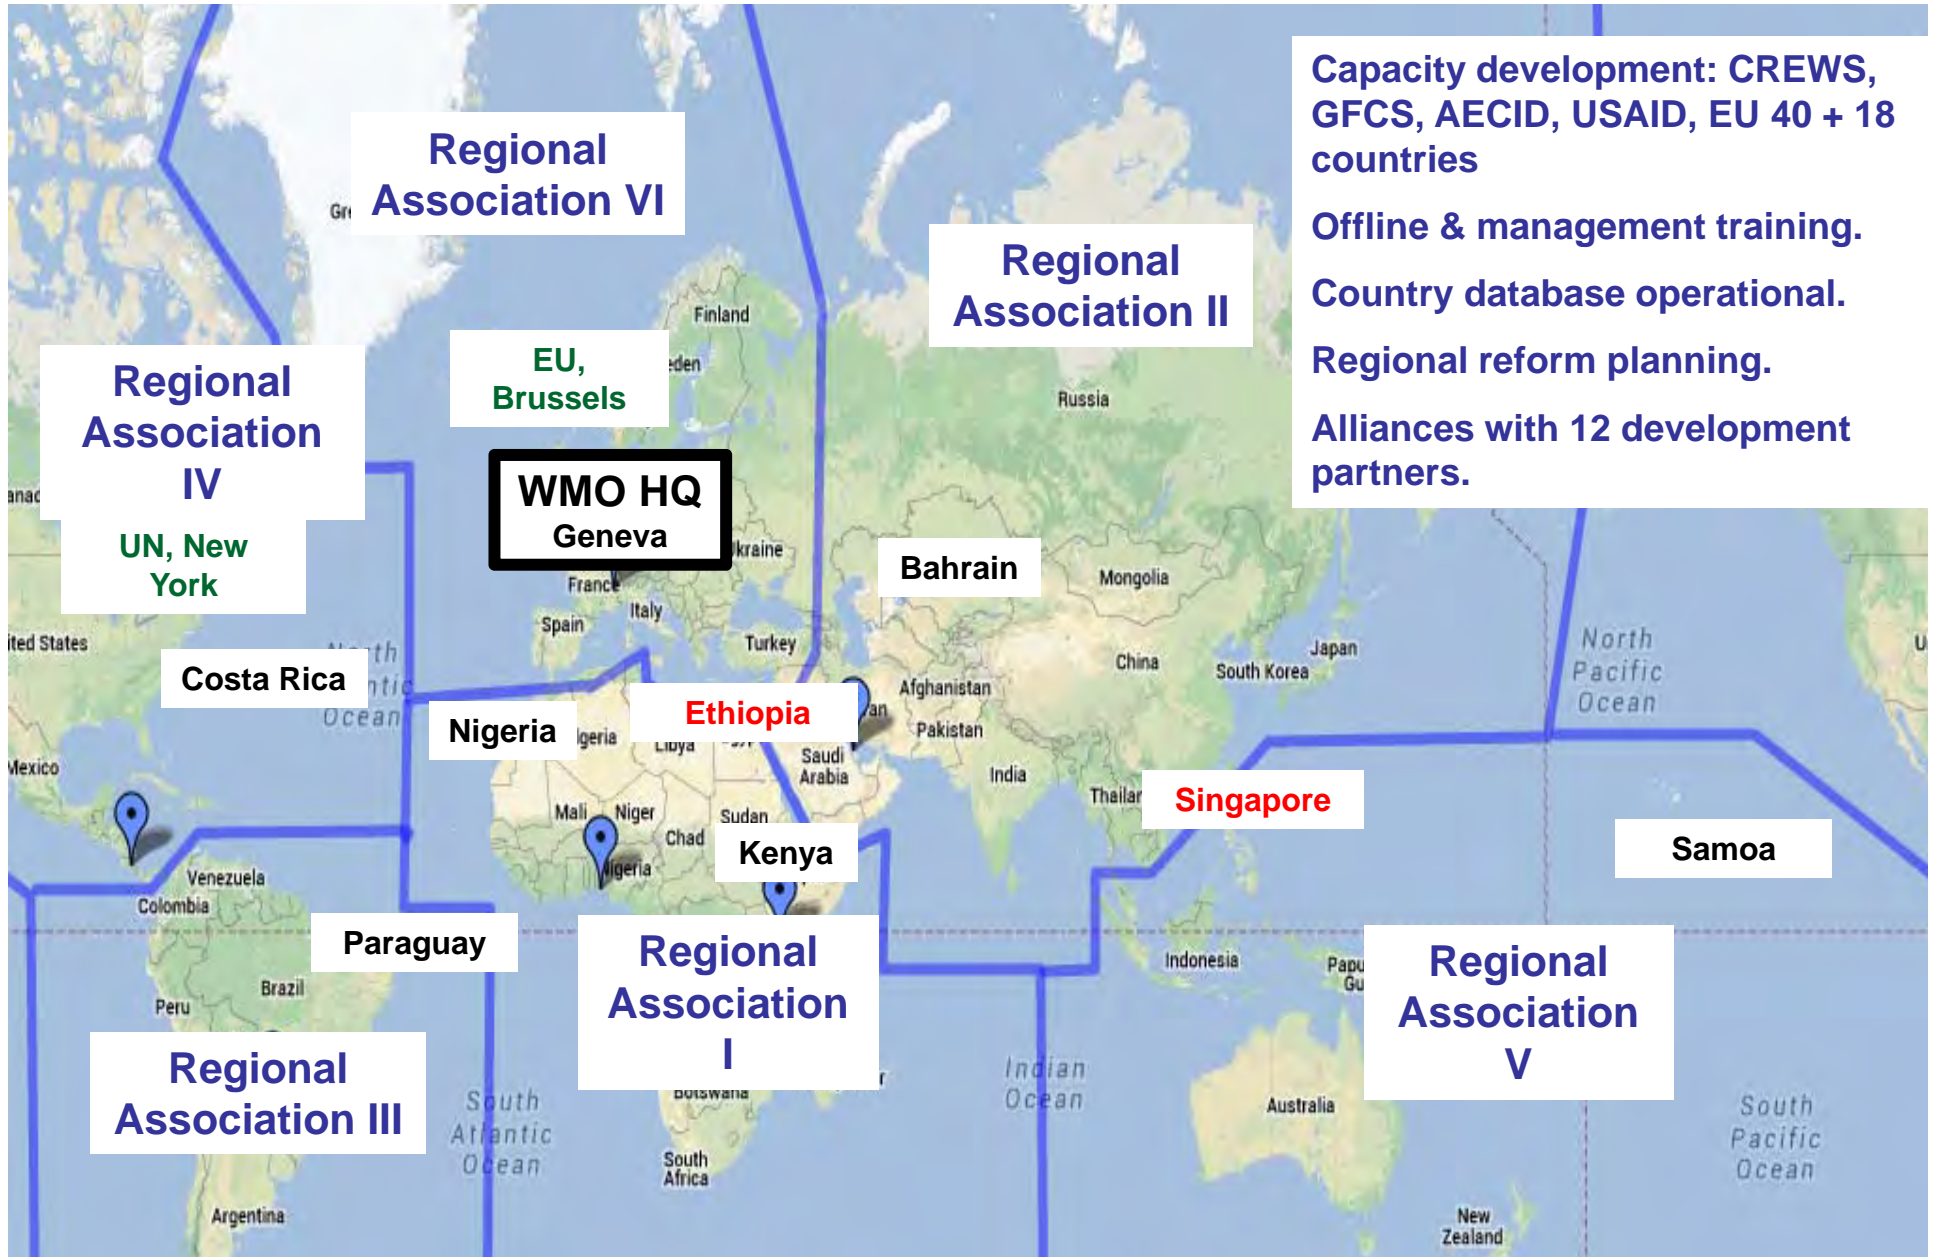 Capacity development: CREWS,
GFCS, AECID, USAID, EU 40 + 18
countries
Offline & management training.
Country database operational.
Regional reform planning.
Alliances with 12 development
partners.
Regional
Association VI
Regional
Association II
Finland
EU,
Brussels
Russia
Regional
Association
IV
WMO HQ
Geneva
UN, New
York
Bahrain
Mongolia
France
Italy
Spain
Turkey
Japan
China
South Korea
North
Pacific
Ocean
Costa Rica
Ocean
Afghanistan
Pakistan
Nigeria
Ethiopia
Libya
Saudi
Arabia
India
Mexico
Singapore
Mali
Niger
Sudan
Chad
Kenya
Samoa
Venezuela
Colombia
Paraguay
Brazil
Peru
Regional
Association
I
Indonesia
Regional
Association
V
Regional
Association III
Indian
Ocean
Botswana
Australia
South
Atlantic
Ocean
South
Pacific
Ocean
South
Africa
Argentina
New
Zealand